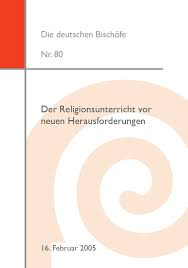 Die deutschen Bischöfe
Nr. 80
Der Religionsunterricht vor
neuen Herausforderungen
16. Februar 2005